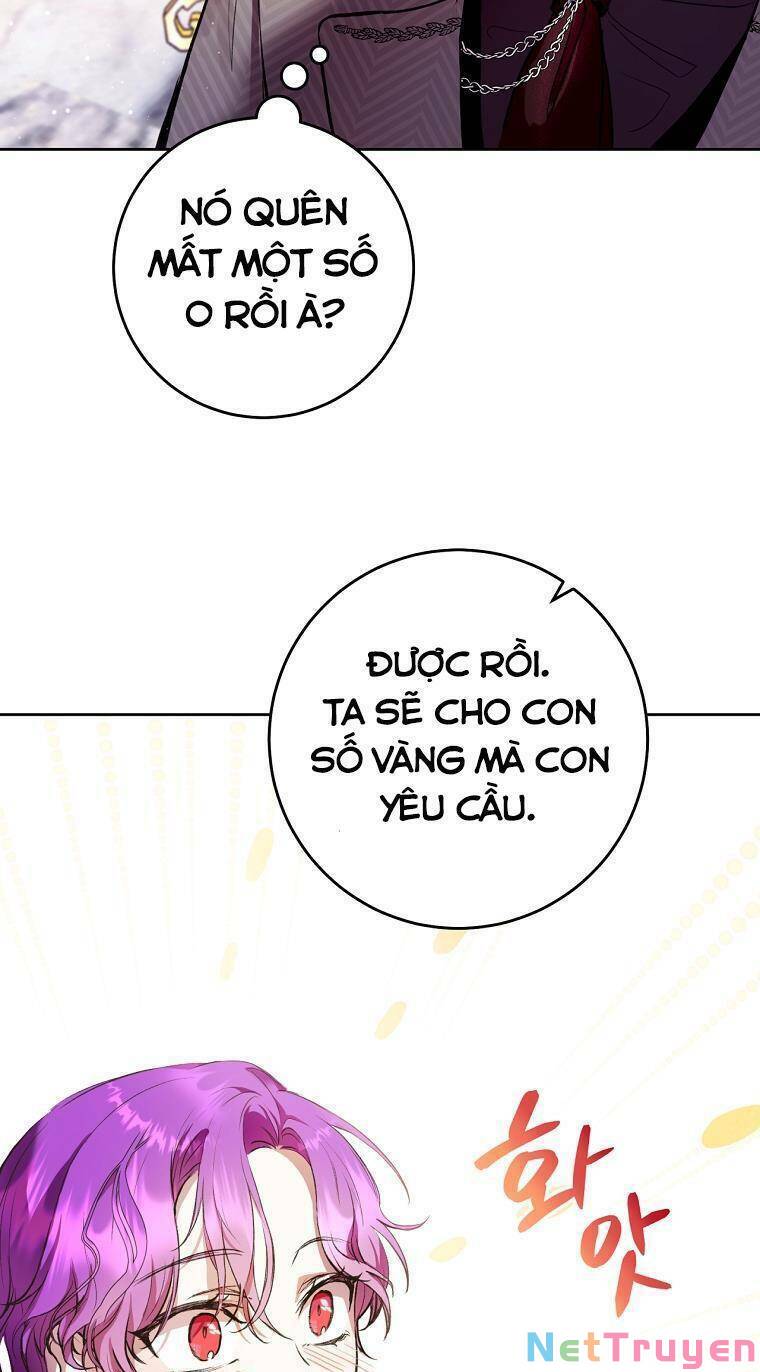 NÓ QUÊN
MẤT MỘT SỐ
O RỒI À?
ĐƯỢC RỒI.
TA SẼ CHO CON
SỐ VÀNG MÀ CON
YÊU CẦU.
화
앗
NetTruyen